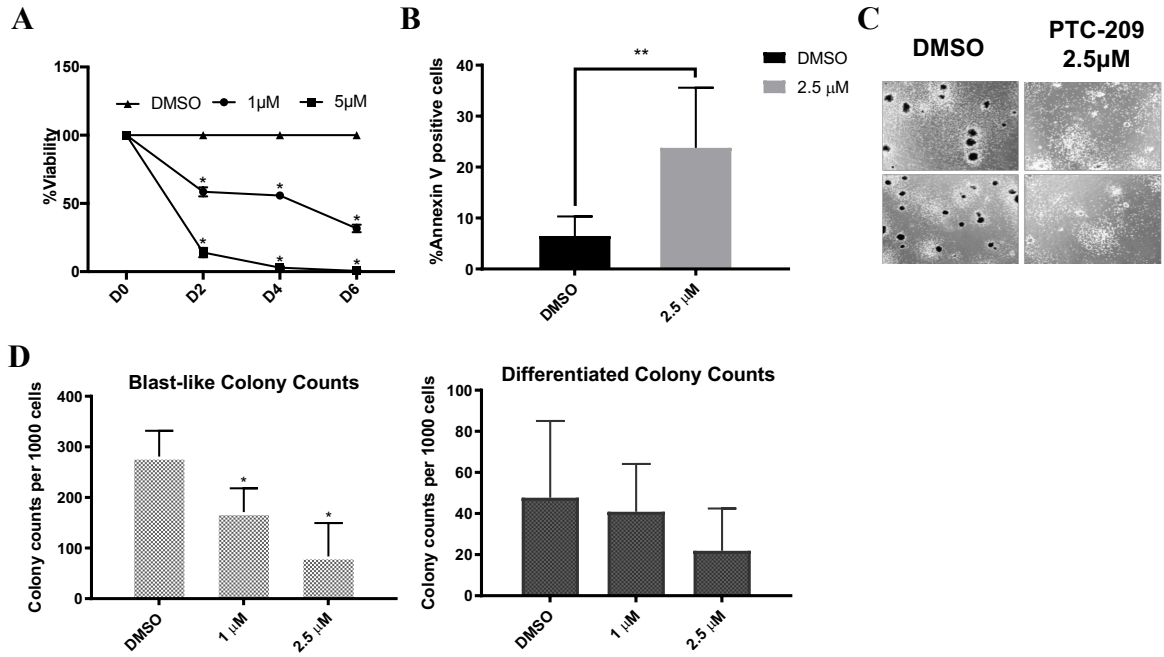 A
150
100
50
0
%Viability
DMSO 1μM 5μM
*
*
*
*
*
*
D0 D2 D4 D6
B
**
40
30
20
10
0
%Annexin V positive cells
DMSO
2.5 μM
DMSO 2.5 μM
C
DMSO
PTC-209
2.5μM
D
Blast-like Colony Counts
400
300
200
100
0
Colony counts per 1000 cells
*
*
DMSO 1 μM 2.5 μM
Differentiated Colony Counts
100
80
60
40
20
0
Colony counts per 1000 cells
DMSO 1 μM 2.5 μM